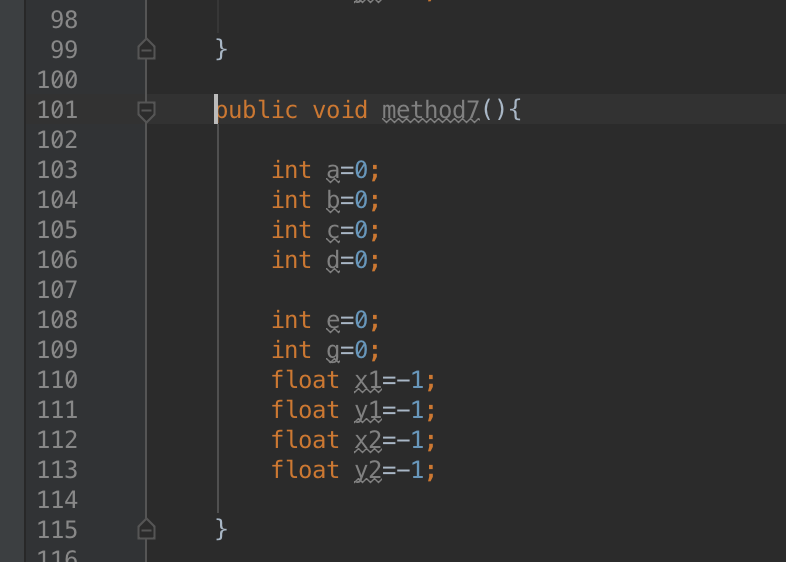 98
99 }
100
101 public void method7(){
102
103 int a=0;
104 int b=0;
105 int c=0;
106 int d=0;
107
108 int e=0;
109 int g=0;
110 float x1=-1;
111 float y1=-1;
112 float x2=-1;
113 float y2=-1;
114
115 }
116